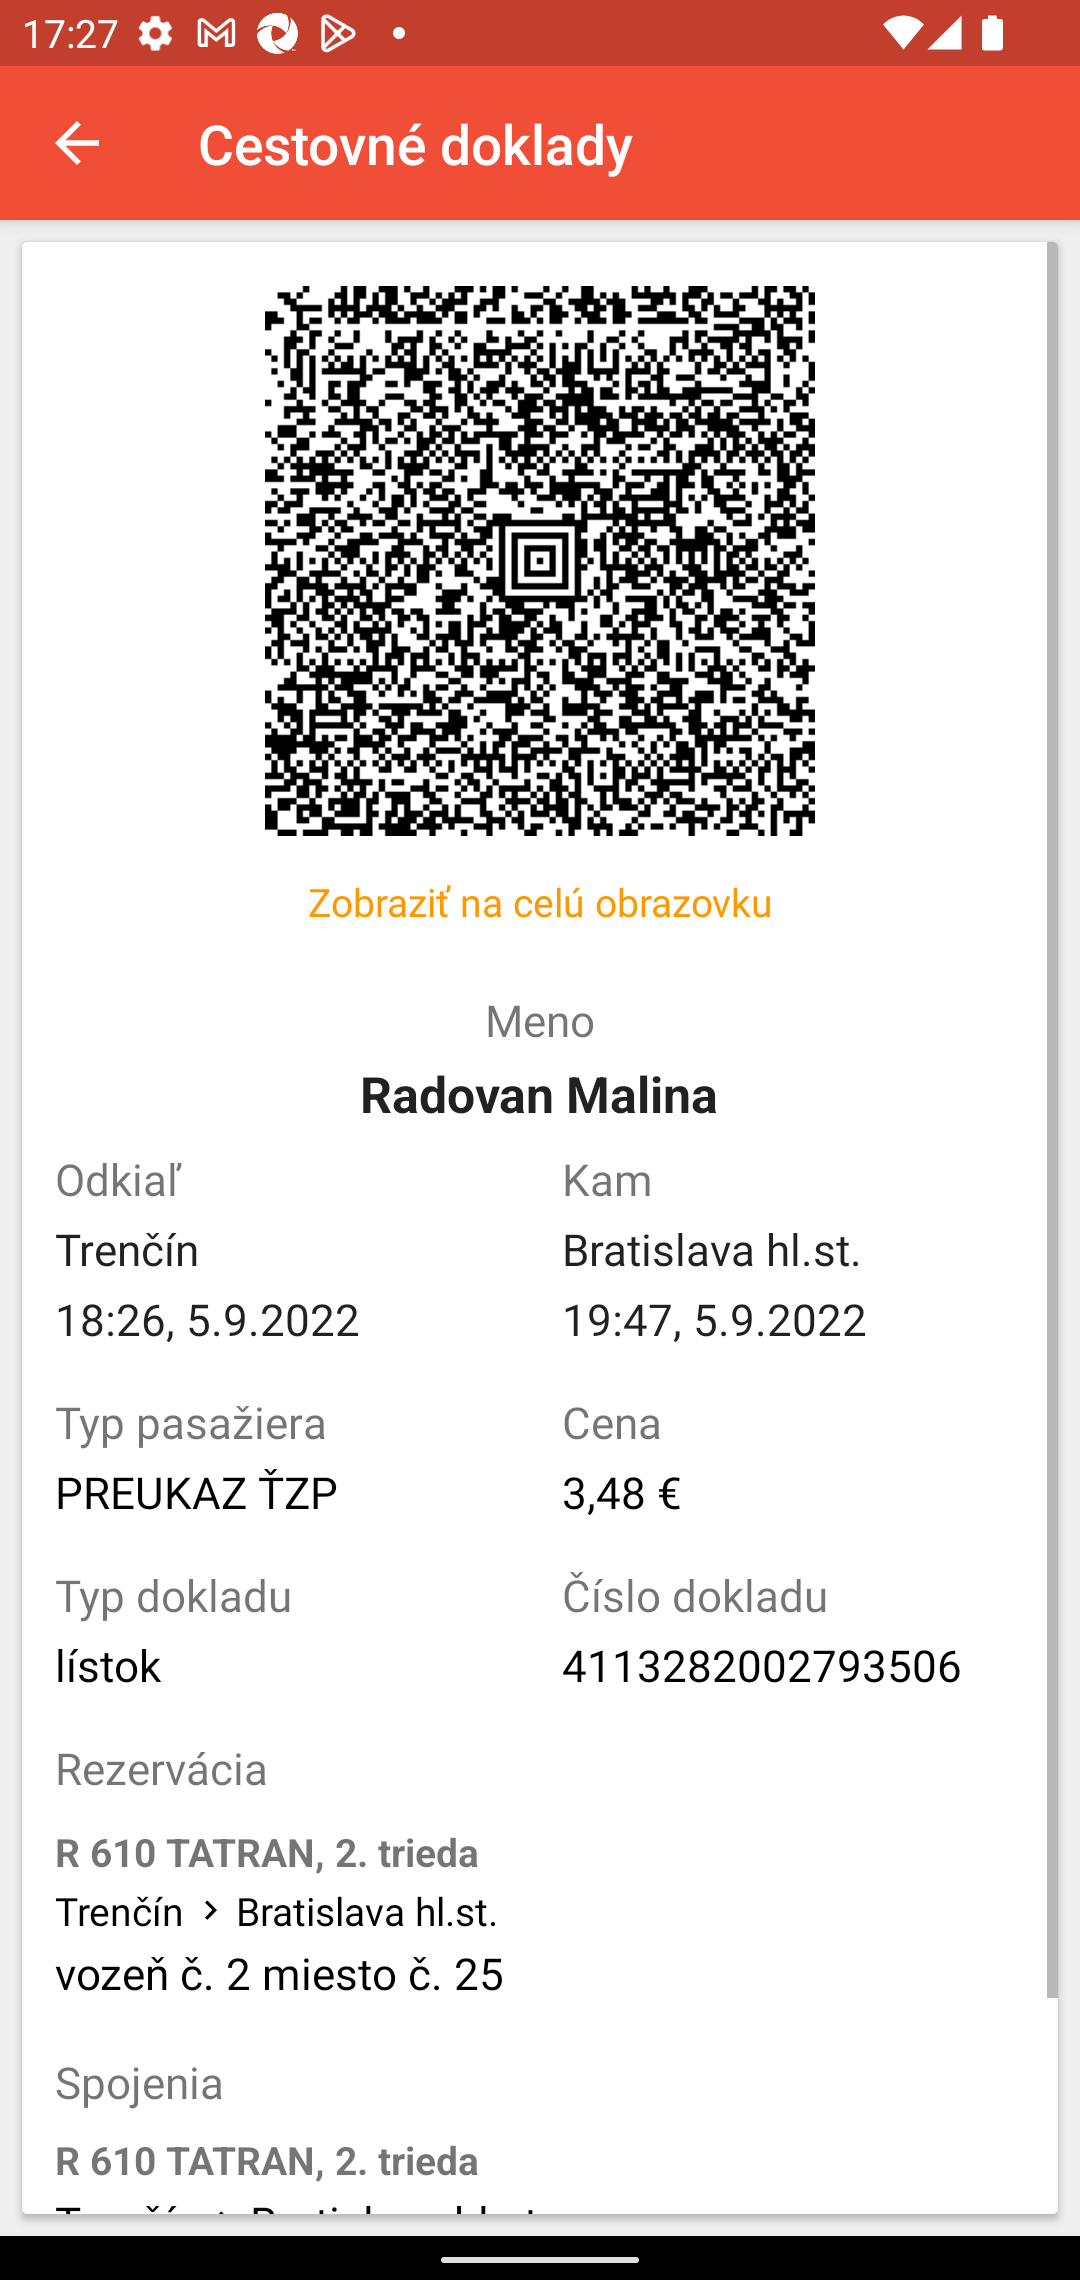 17:27
Cestovné doklady
Zobraziť na celú obrazovku
Meno
Radovan Malina
Odkiaľ
Kam
Trenčín
Bratislava hl.st.
18:26, 5.9.2022
19:47, 5.9.2022
Typ pasažiera
Cena
PREUKAZ ŤZP
3,48 €
Typ dokladu
Číslo dokladu
lístok
4113282002793506
Rezervácia
R 610 TATRAN, 2. trieda
Trenčín > Bratislava hl.st.
vozeň č. 2 miesto č. 25
Spojenia
R 610 TATRAN, 2. trieda